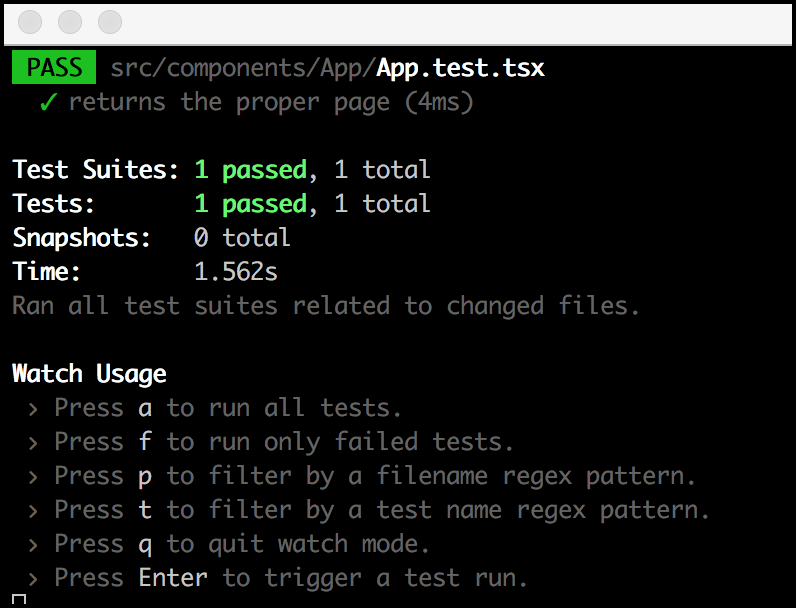 PASS src/components/App/App.test.tsx
✓ returns the proper page (4ms)
Test Suites: 1 passed, 1 total
Tests: 1 passed, 1 total
Snapshots: 0 total
Time: 1.562s
Ran all test suites related to changed files.
Watch Usage
› Press a to run all tests.
› Press f to run only failed tests.
› Press p to filter by a filename regex pattern.
› Press t to filter by a test name regex pattern.
› Press q to quit watch mode.
› Press Enter to trigger a test run.